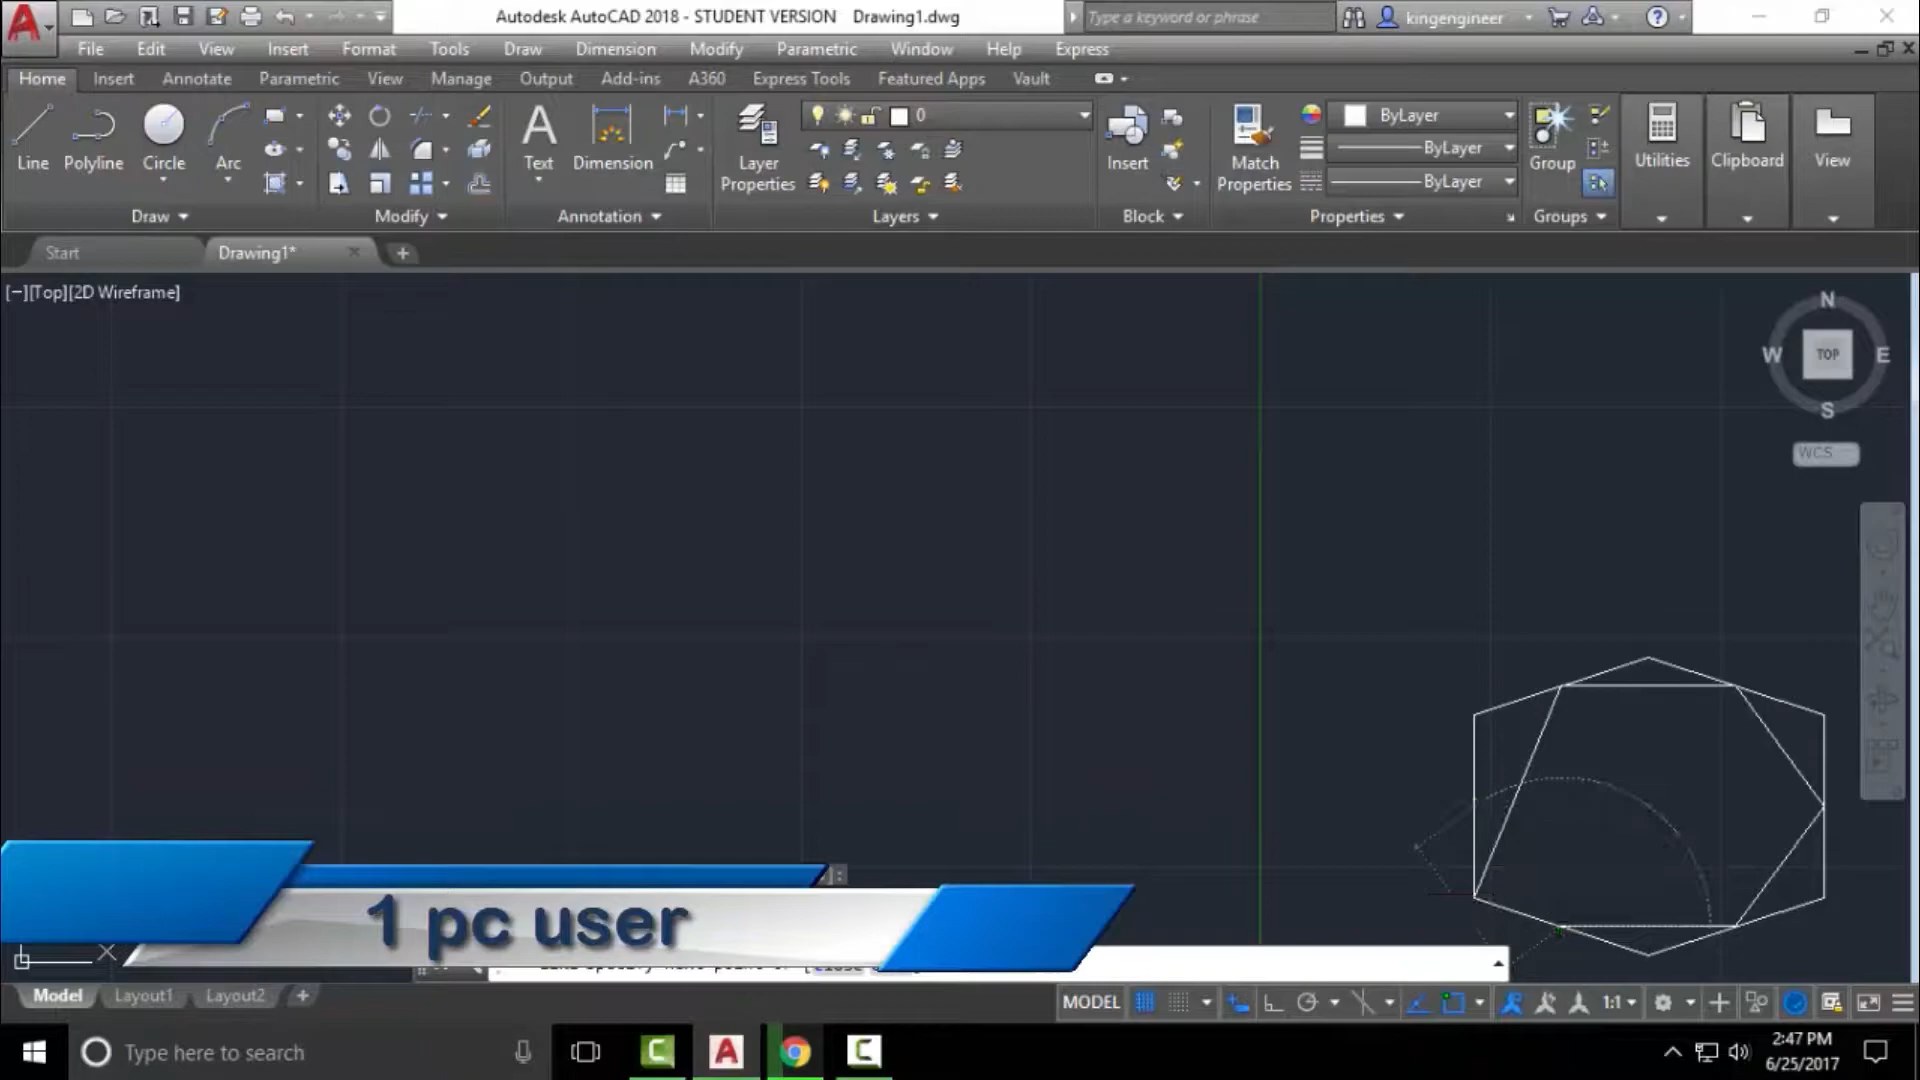 Autodesk AutoCAD 2018 - STUDENT VERSION Drawing1.dwg
Type a keyword or phrase
kingengineer
File Edit View Insert Format Tools Draw Dimension Modify Parametric Window Help Express
Home Insert Annotate Parametric View Manage Output Add-ins A360 Express Tools Featured Apps Vault
0
ByLayer
ByLayer
ByLayer
Line Polyline Circle Arc
Text Dimension
Layer Properties
Insert
Match Properties
Group
Utilities
Clipboard
View
Draw Modify Annotation Layers Block Properties Groups
Start Drawing1*
[−][Top][2D Wireframe]
N
W TOP E
S
WCS
1 pc user
Model Layout1 Layout2
MODEL
1:1
Type here to search
2:47 PM
6/25/2017